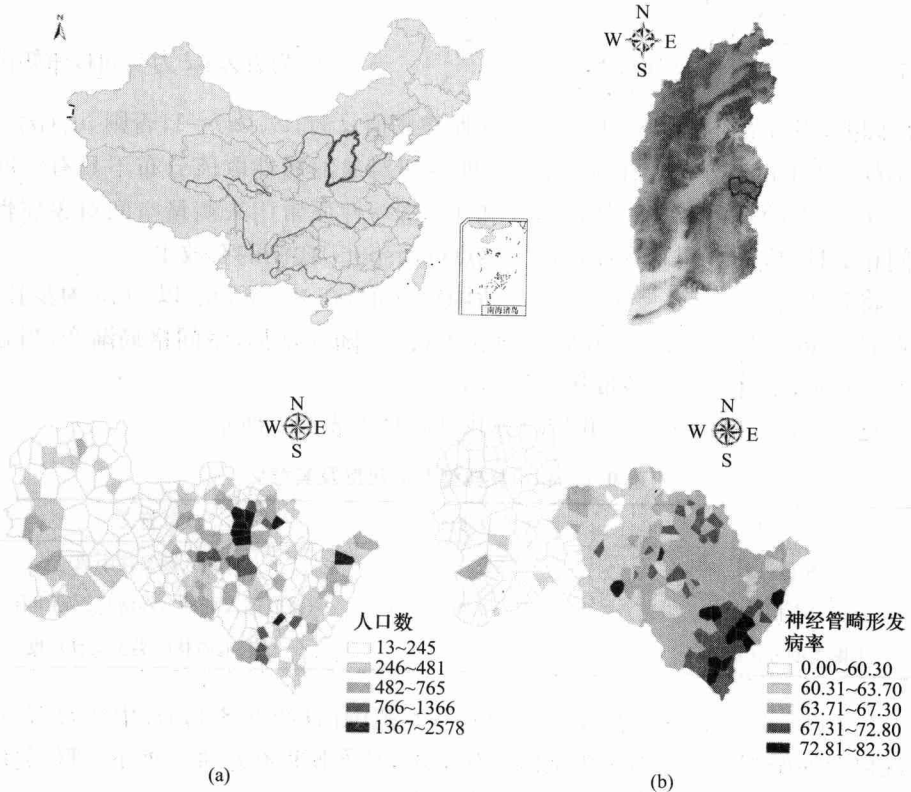 N
N
W E
S
南海诸岛
N
W E
S
人口数
13~245
246~481
482~765
766~1366
1367~2578
(a)
N
W E
S
神经管畸形发
病率
0.00~60.30
60.31~63.70
63.71~67.30
67.31~72.80
72.81~82.30
(b)